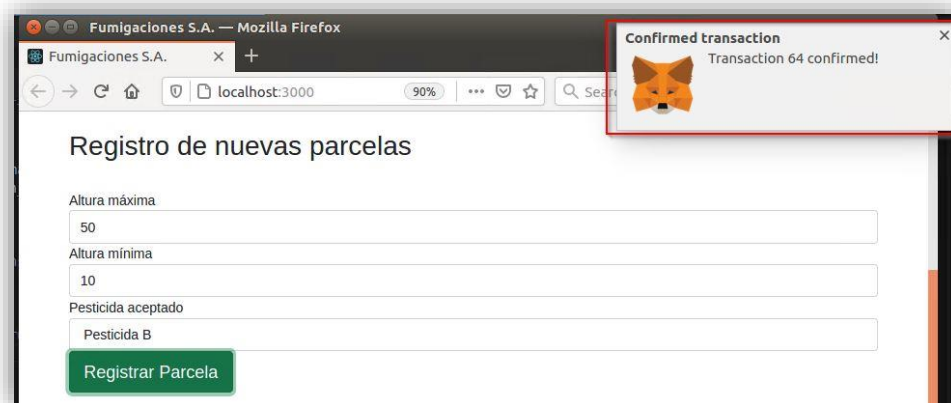 Fumigaciones S.A. — Mozilla Firefox
Fumigaciones S.A.
localhost:3000
90%
Confirmed transaction
Transaction 64 confirmed!
Registro de nuevas parcelas
Altura máxima
50
Altura mínima
10
Pesticida aceptado
Pesticida B
Registrar Parcela